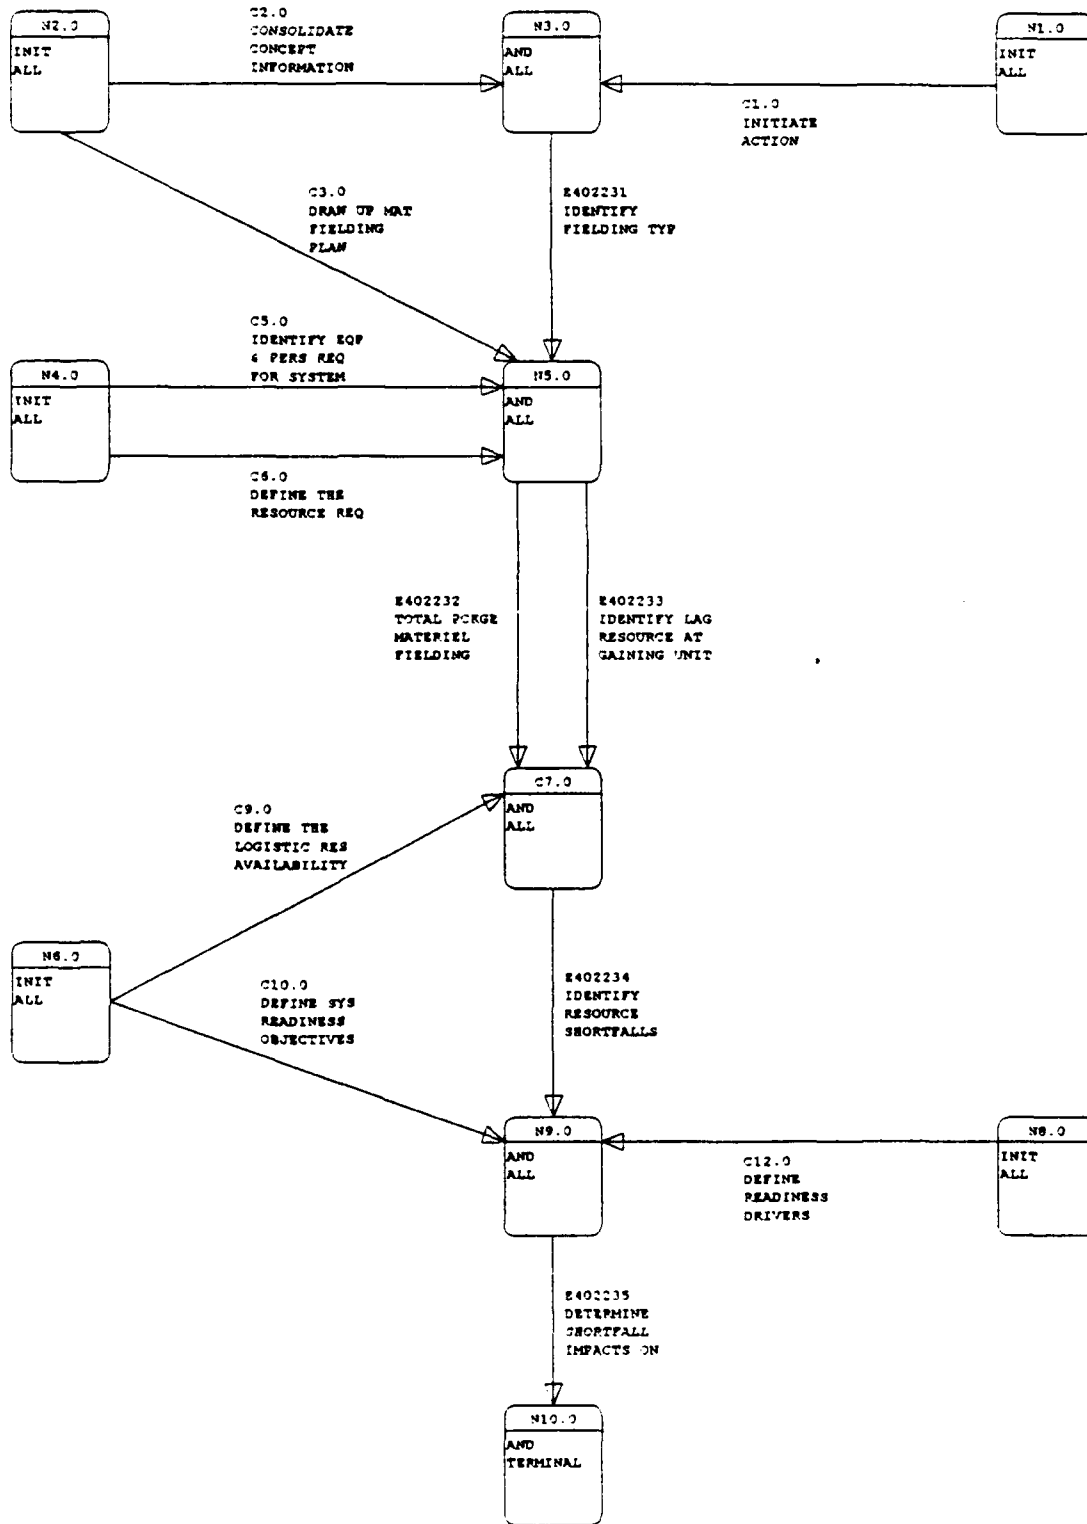 N2.0
INIT
ALL
C2.0
CONSOLIDATE
CONCEPT
INFORMATION
N3.0
AND
ALL
N1.0
INIT
ALL
C1.0
INITIATE
ACTION
C3.0
DRAW UP MAT
FIELDING
PLAN
E402231
IDENTIFY
FIELDING TYP
C5.0
IDENTIFY EQP
& PERS REQ
FOR SYSTEM
N4.0
INIT
ALL
N5.0
AND
ALL
C6.0
DEFINE THE
RESOURCE REQ
E402232
TOTAL PCKGE
MATERIEL
FIELDING
E402233
IDENTIFY LAG
RESOURCE AT
GAINING UNIT
C7.0
AND
ALL
C9.0
DEFINE THE
LOGISTIC RES
AVAILABILITY
N6.0
INIT
ALL
C10.0
DEFINE SYS
READINESS
OBJECTIVES
E402234
IDENTIFY
RESOURCE
SHORTFALLS
N9.0
AND
ALL
N8.0
INIT
ALL
C12.0
DEFINE
READINESS
DRIVERS
E402235
DETERMINE
SHORTFALL
IMPACTS ON
N10.0
AND
TERMINAL